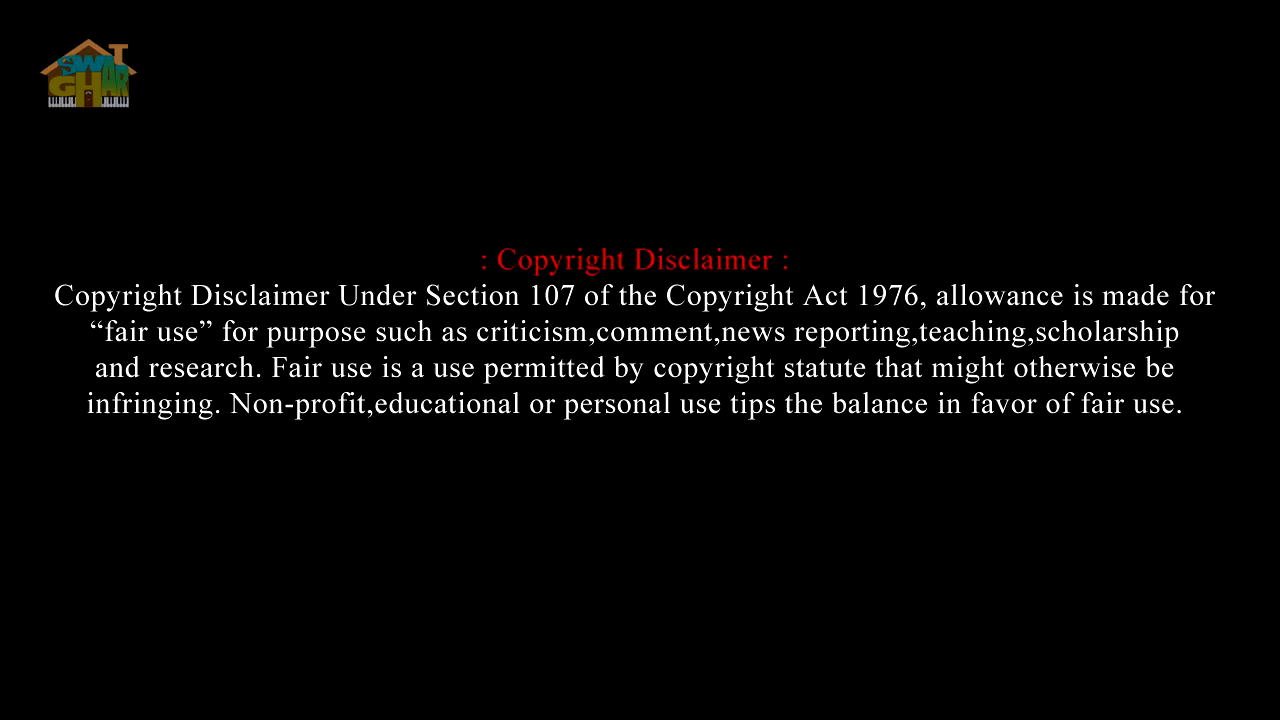 SWAT
GHAR
: Copyright Disclaimer :
Copyright Disclaimer Under Section 107 of the Copyright Act 1976, allowance is made for
“fair use” for purpose such as criticism,comment,news reporting,teaching,scholarship
and research. Fair use is a use permitted by copyright statute that might otherwise be
infringing. Non-profit,educational or personal use tips the balance in favor of fair use.